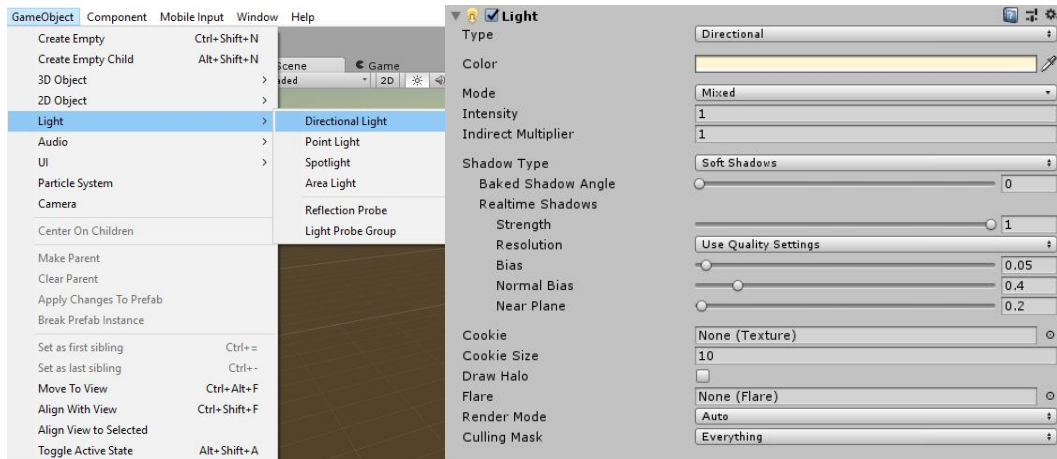 GameObject Component Mobile Input Window Help
Create Empty Ctrl+Shift+N
Create Empty Child Alt+Shift+N
3D Object >
2D Object >
Light >
Audio >
UI >
Particle System
Camera
Center On Children
Make Parent
Clear Parent
Apply Changes To Prefab
Break Prefab Instance
Set as first sibling Ctrl+=
Set as last sibling Ctrl+-
Move To View Ctrl+Alt+F
Align With View Ctrl+Shift+F
Align View to Selected
Toggle Active State Alt+Shift+A
Scene Game
aded 2D
Directional Light
Point Light
Spotlight
Area Light
Reflection Probe
Light Probe Group
Light
Type Directional
Color
Mode Mixed
Intensity 1
Indirect Multiplier 1
Shadow Type Soft Shadows
Baked Shadow Angle 0
Realtime Shadows
Strength 1
Resolution Use Quality Settings
Bias 0.05
Normal Bias 0.4
Near Plane 0.2
Cookie None (Texture)
Cookie Size 10
Draw Halo
Flare None (Flare)
Render Mode Auto
Culling Mask Everything